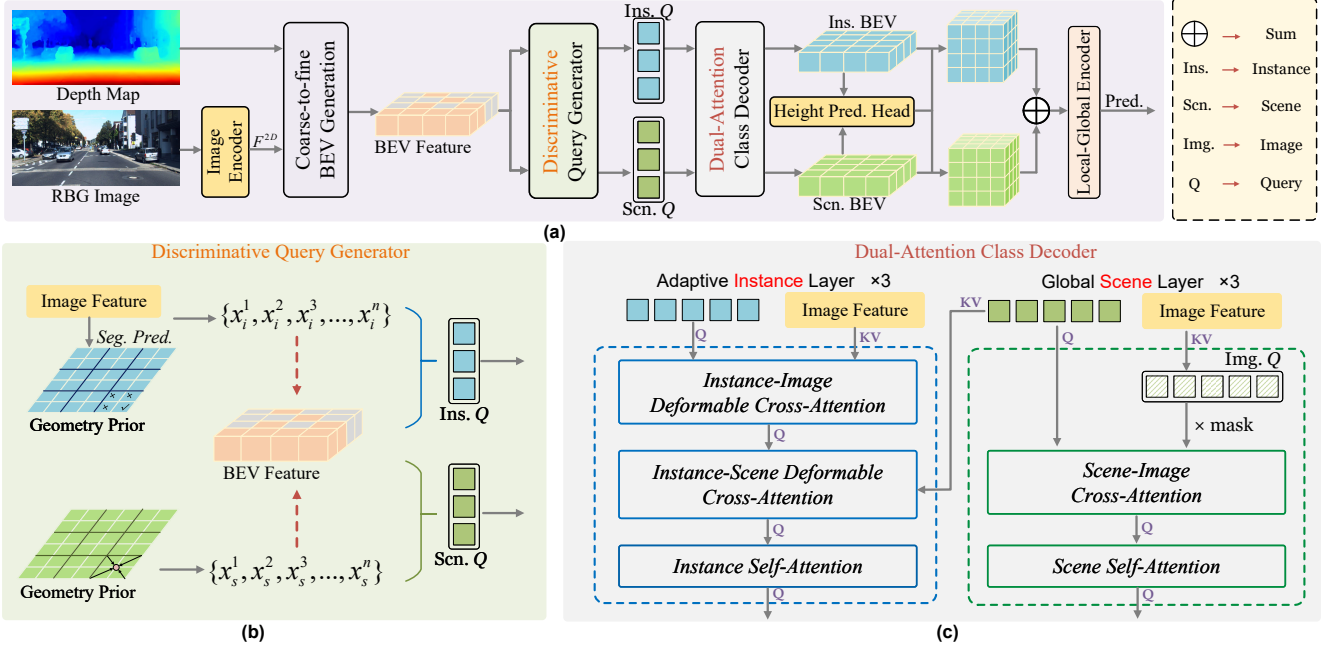 Depth Map
RBG Image
Image
Encoder
F^{2D}
Coarse-to-fine
BEV Generation
BEV Feature
Discriminative
Query Generator
Ins. Q
Scn. Q
Dual-Attention
Class Decoder
Ins. BEV
Height Pred. Head
Scn. BEV
Local-Global Encoder
Pred.
Sum
Ins. → Instance
Scn. → Scene
Img. → Image
Q → Query
(a)
Discriminative Query Generator
Image Feature
Seg. Pred.
Geometry Prior
{x_i^1, x_i^2, x_i^3, ..., x_i^n}
Ins. Q
BEV Feature
Geometry Prior
{x_s^1, x_s^2, x_s^3, ..., x_s^n}
Scn. Q
(b)
Dual-Attention Class Decoder
Adaptive Instance Layer ×3
Image Feature
Q
KV
Instance-Image
Deformable Cross-Attention
Q
Instance-Scene Deformable
Cross-Attention
Q
Instance Self-Attention
Q
Global Scene Layer ×3
KV
Image Feature
Q
KV
Img. Q
× mask
Scene-Image
Cross-Attention
Q
Scene Self-Attention
Q
(c)